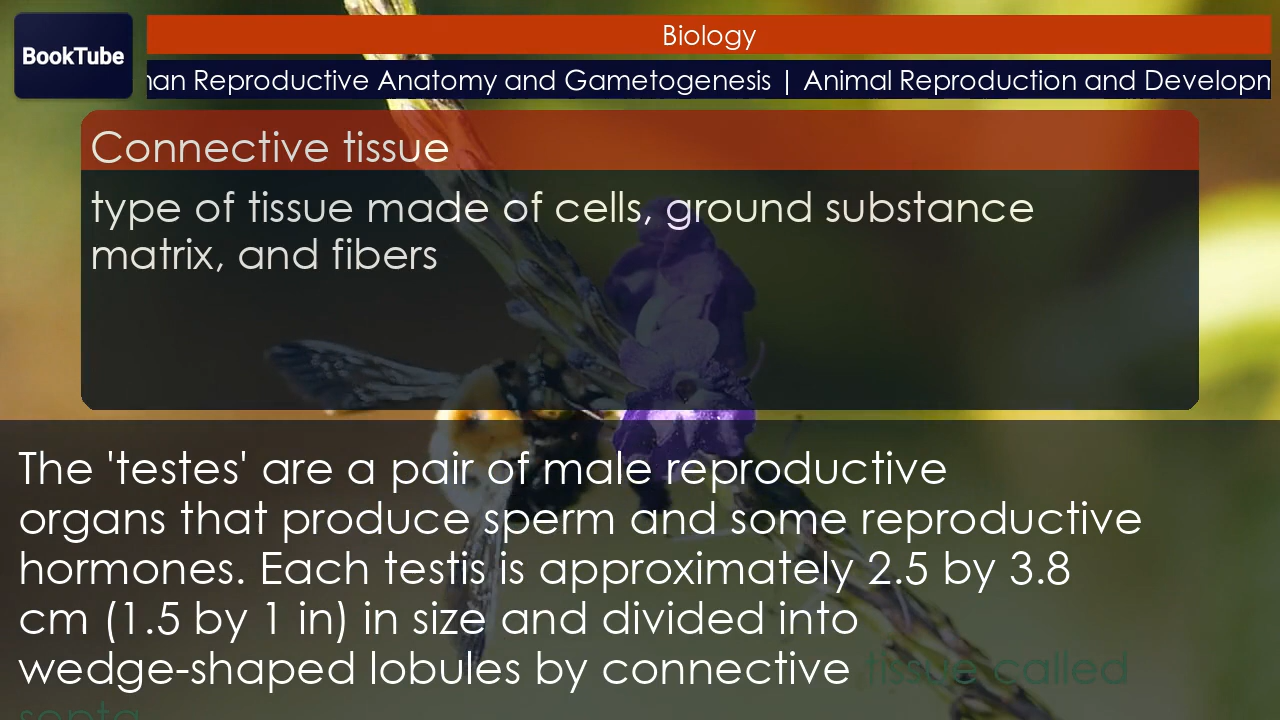 BookTube
Biology
an Reproductive Anatomy and Gametogenesis | Animal Reproduction and Develop
Connective tissue
type of tissue made of cells, ground substance
matrix, and fibers
The 'testes' are a pair of male reproductive
organs that produce sperm and some reproductive
hormones. Each testis is approximately 2.5 by 3.8
cm (1.5 by 1 in) in size and divided into
wedge-shaped lobules by connective tissue called
septa